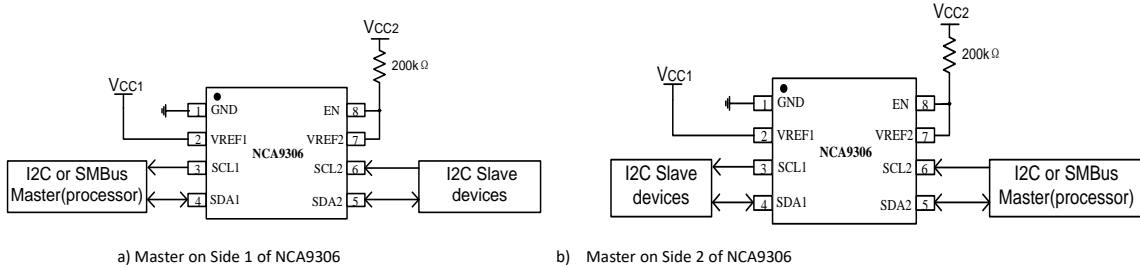 VCC2
200kΩ
VCC1
1 GND EN 8
2 VREF1 VREF2 7
NCA9306
3 SCL1 SCL2 6
4 SDA1 SDA2 5
I2C or SMBus
Master(processor)
I2C Slave
devices
a) Master on Side 1 of NCA9306
VCC2
200kΩ
VCC1
1 GND EN 8
2 VREF1 VREF2 7
NCA9306
3 SCL1 SCL2 6
4 SDA1 SDA2 5
I2C Slave
devices
I2C or SMBus
Master(processor)
b) Master on Side 2 of NCA9306